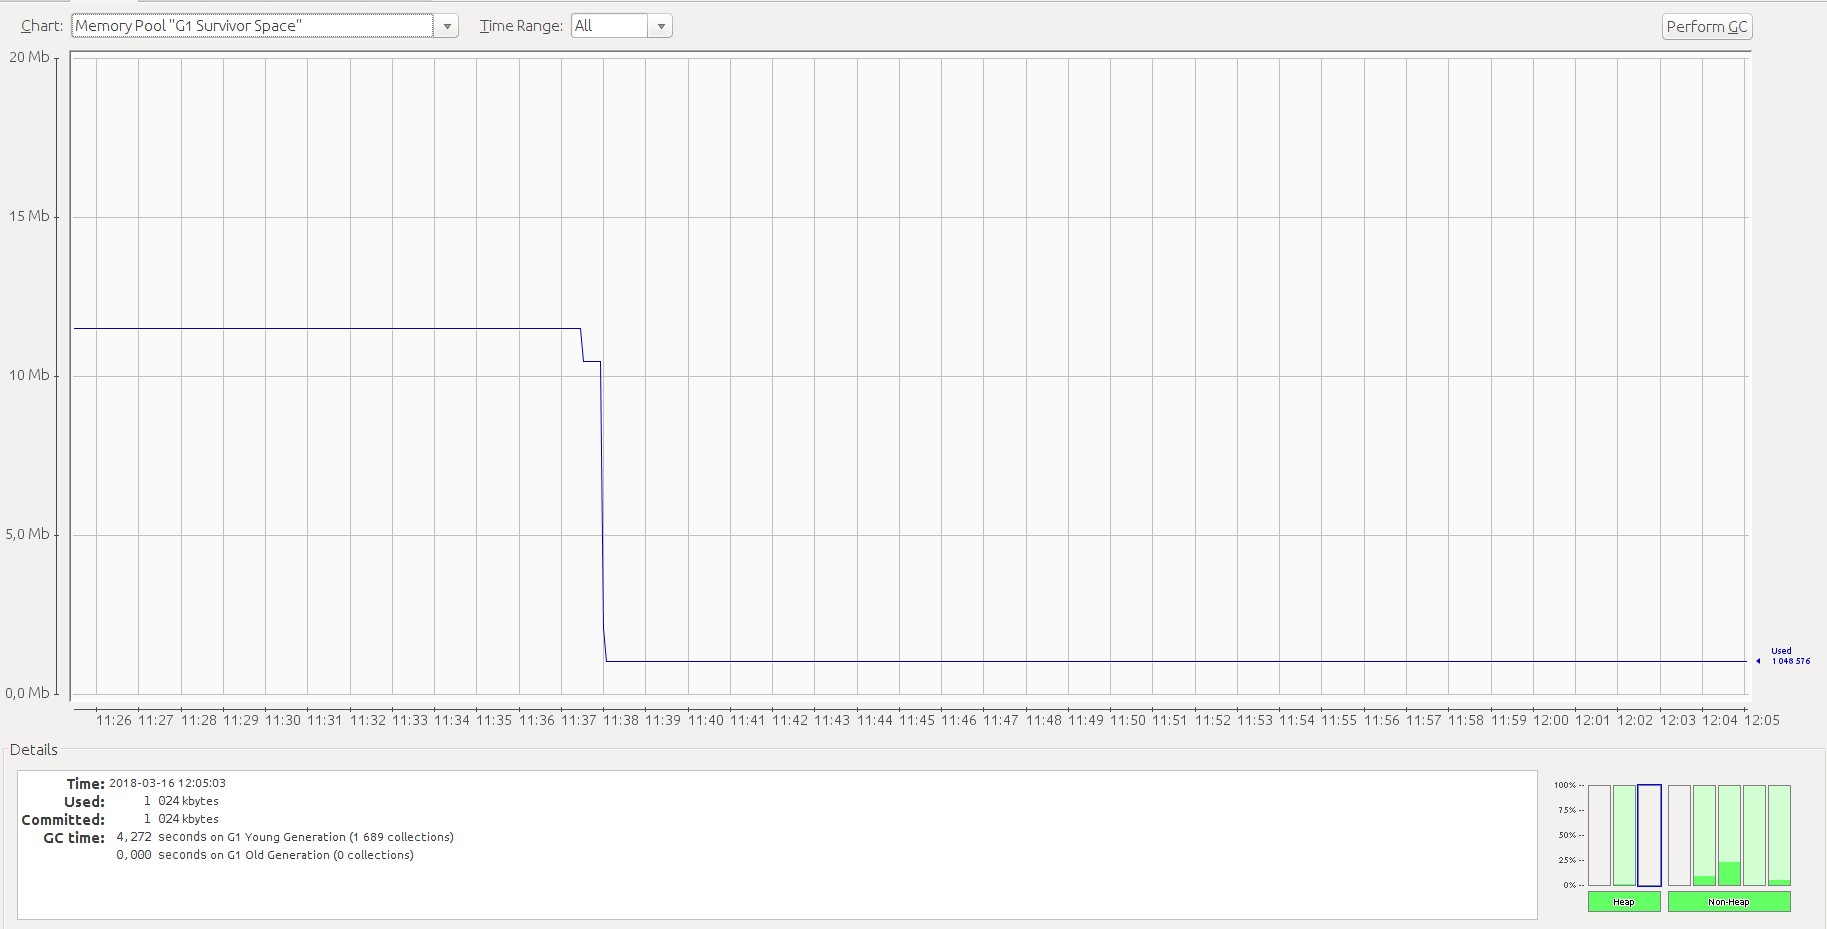 Chart: Memory Pool "G1 Survivor Space" Time Range: All Perform GC
20 Mb
15 Mb
10 Mb
5,0 Mb
0,0 Mb
Used
1 048 576
11:26 11:27 11:28 11:29 11:30 11:31 11:32 11:33 11:34 11:35 11:36 11:37 11:38 11:39 11:40 11:41 11:42 11:43 11:44 11:45 11:46 11:47 11:48 11:49 11:50 11:51 11:52 11:53 11:54 11:55 11:56 11:57 11:58 11:59 12:00 12:01 12:02 12:03 12:04 12:05
Details
Time: 2018-03-16 12:05:03
Used: 1 024 kbytes
Committed: 1 024 kbytes
GC time: 4,272 seconds on G1 Young Generation (1 689 collections)
0,000 seconds on G1 Old Generation (0 collections)
100% --
75% --
50% --
25% --
0% --
Heap Non-Heap